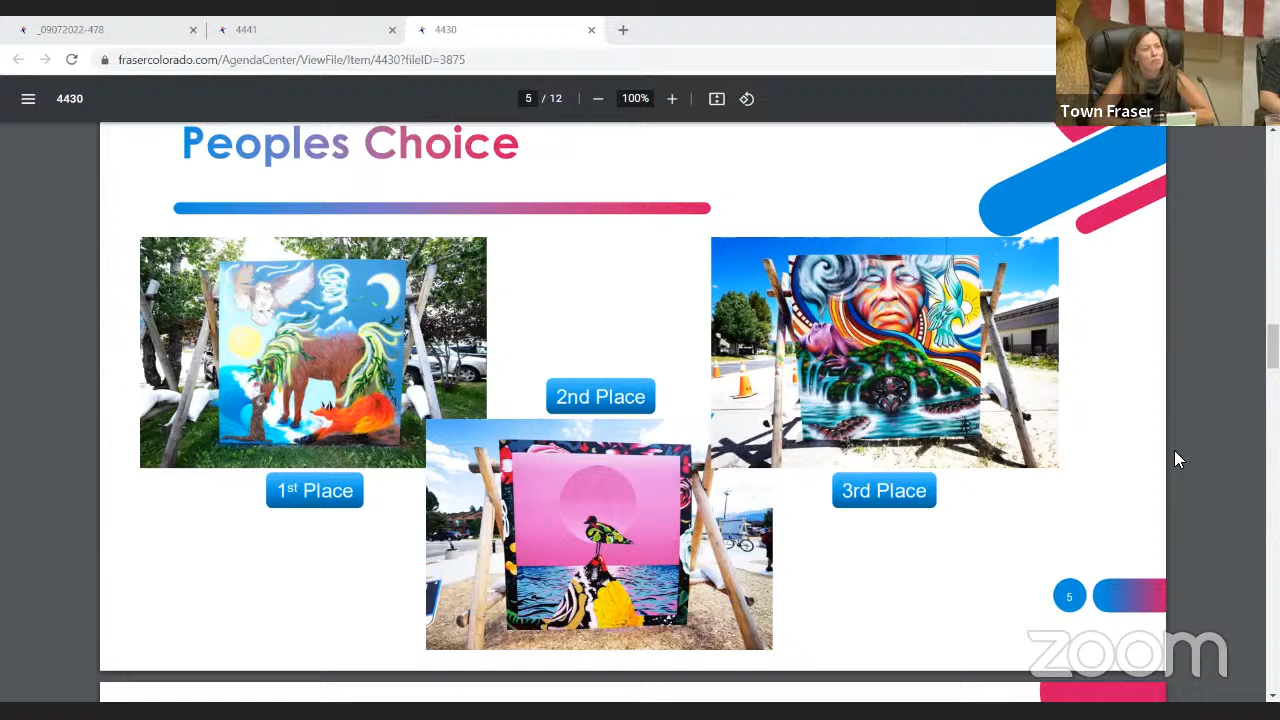 _09072022-478
4441
4430
frasercolorado.com/AgendaCenter/ViewFile/Item/4430?fileID=3875
4430
5 / 12
100%
Town Fraser
Peoples Choice
2nd Place
1st Place
3rd Place
5
zoom